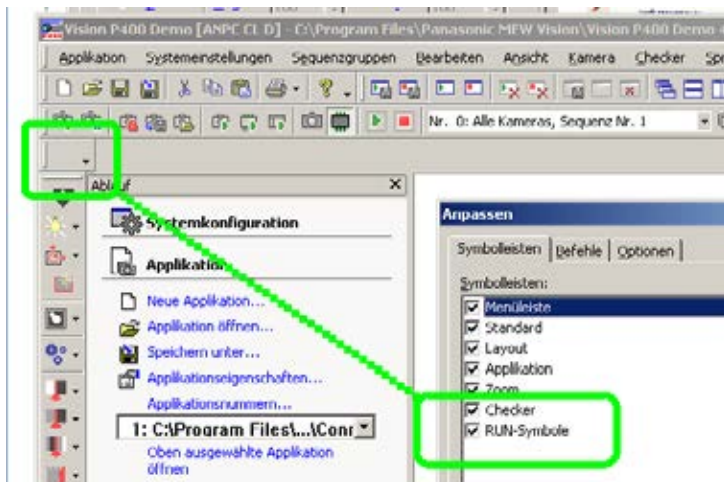 Vision P400 Demo [ANPC CL D] - C:\Program Files\Panasonic MEW Vision\Vision P400 Demo
Applikation Systemeinstellungen Sequenzgruppen Bearbeiten Ansicht Kamera Checker
Nr. 0: Alle Kameras, Sequenz Nr. 1
Ablauf
Systemkonfiguration
Applikation
Neue Applikation...
Applikation öffnen...
Speichern unter...
Applikationseigenschaften...
Applikationsnummern...
1: C:\Program Files\...\Conr
Oben ausgewählte Applikation
öffnen
Anpassen
Symbolleisten Befehle Optionen
Symbolleisten:
Menüleiste
Standard
Layout
Applikation
Zoom
Checker
RUN-Symbole